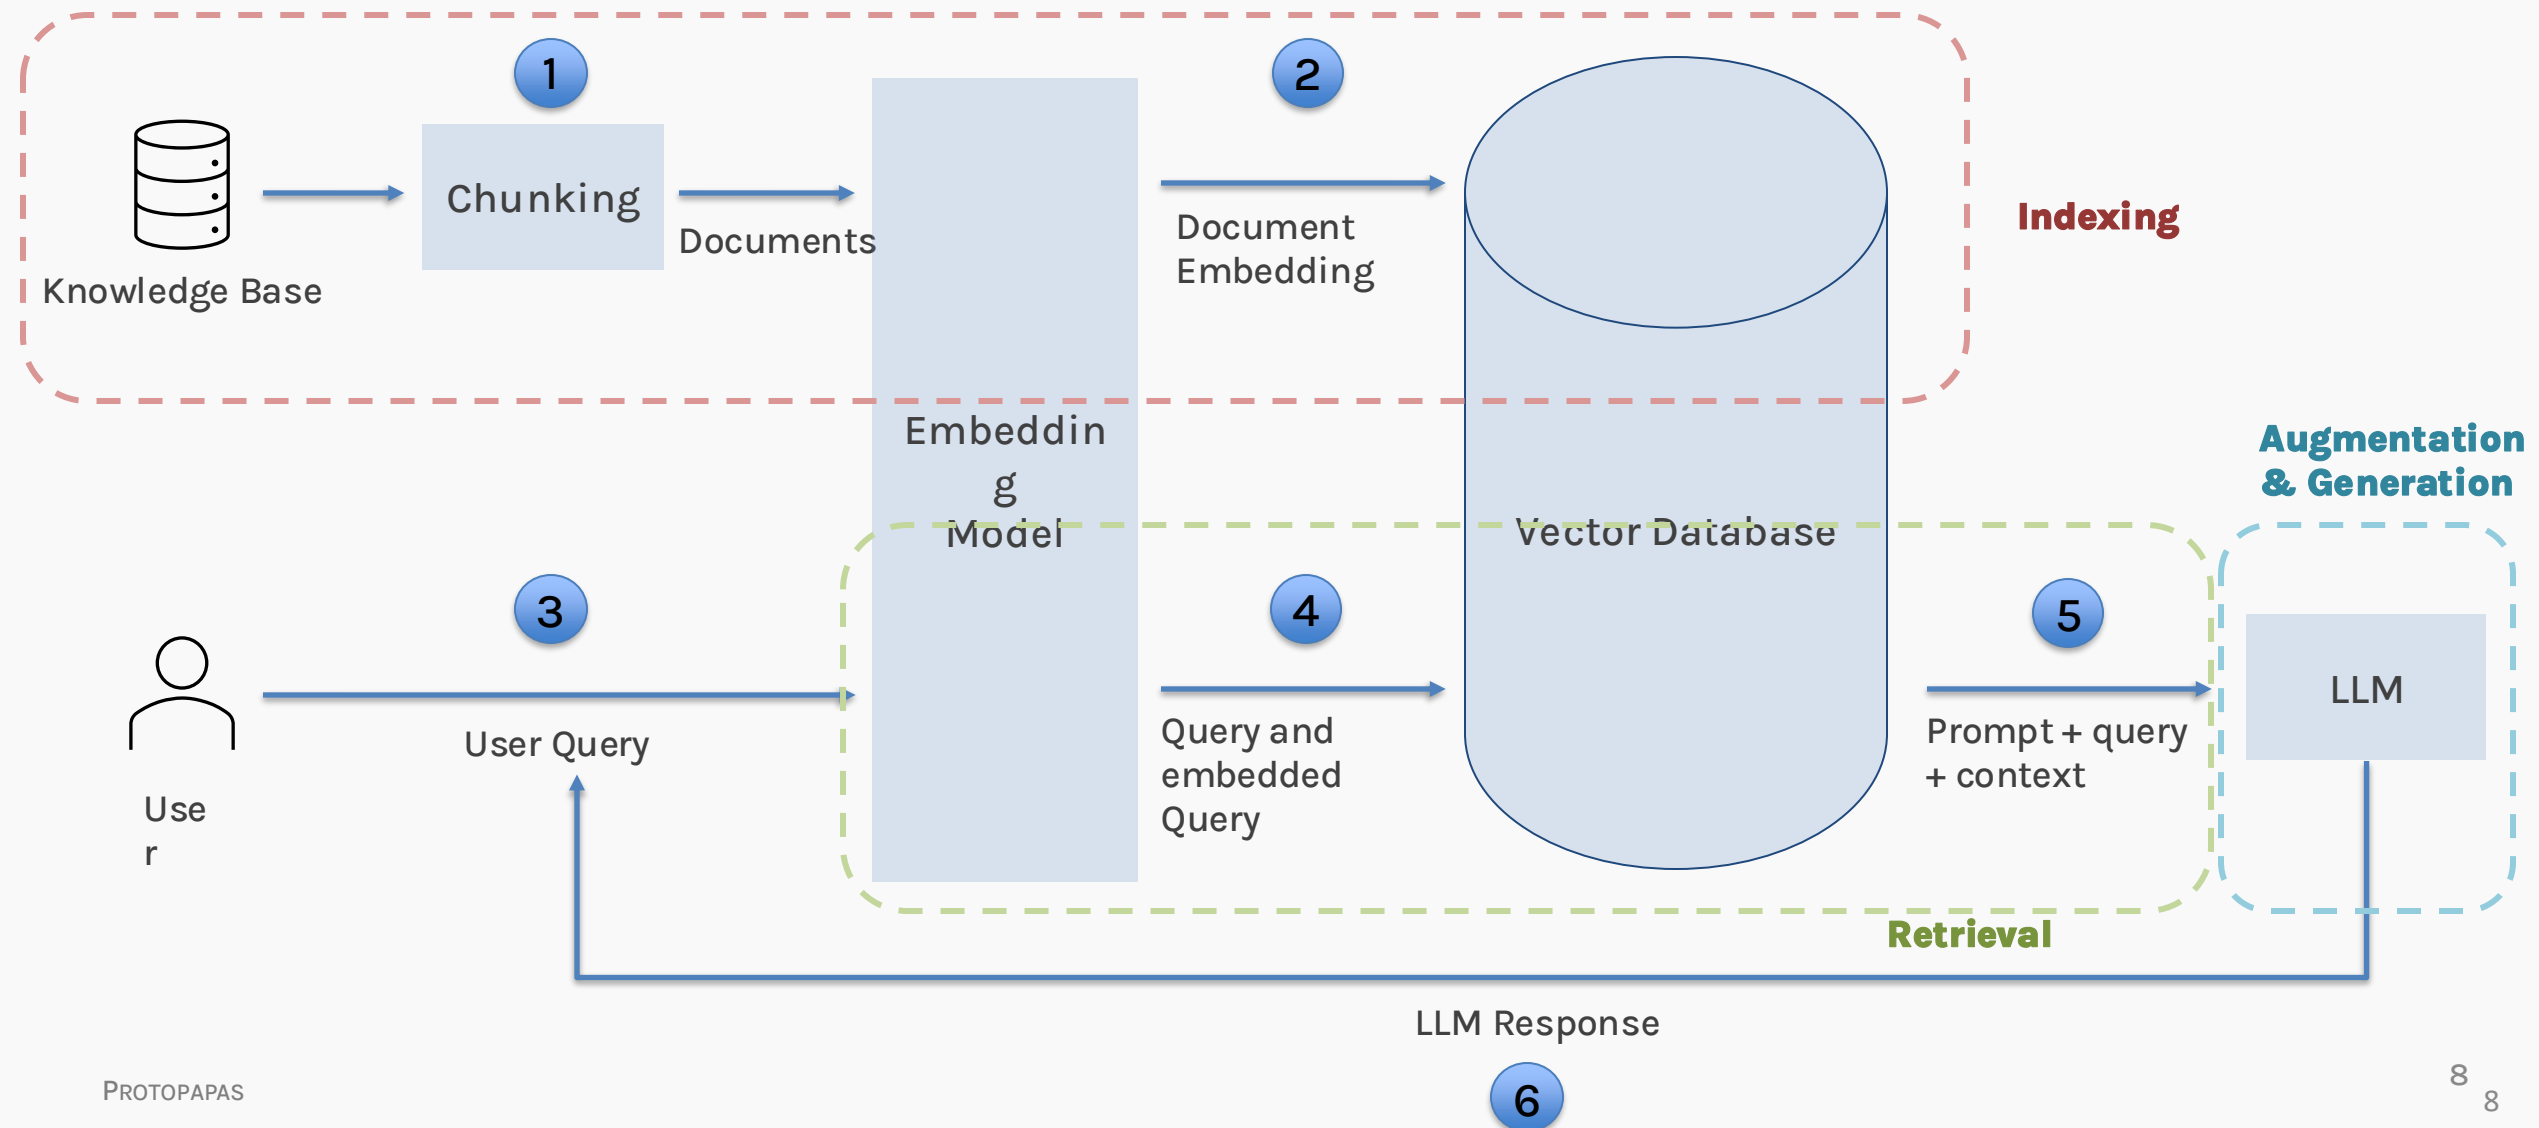 1
2
Chunking
Documents
Knowledge Base
Document
Embedding
Indexing
Embeddin
g
Model
Vector Database
Augmentation
& Generation
3
4
5
User Query
Use
r
Query and
embedded
Query
Prompt + query
+ context
LLM
Retrieval
LLM Response
6
PROTOPAPAS
8
8